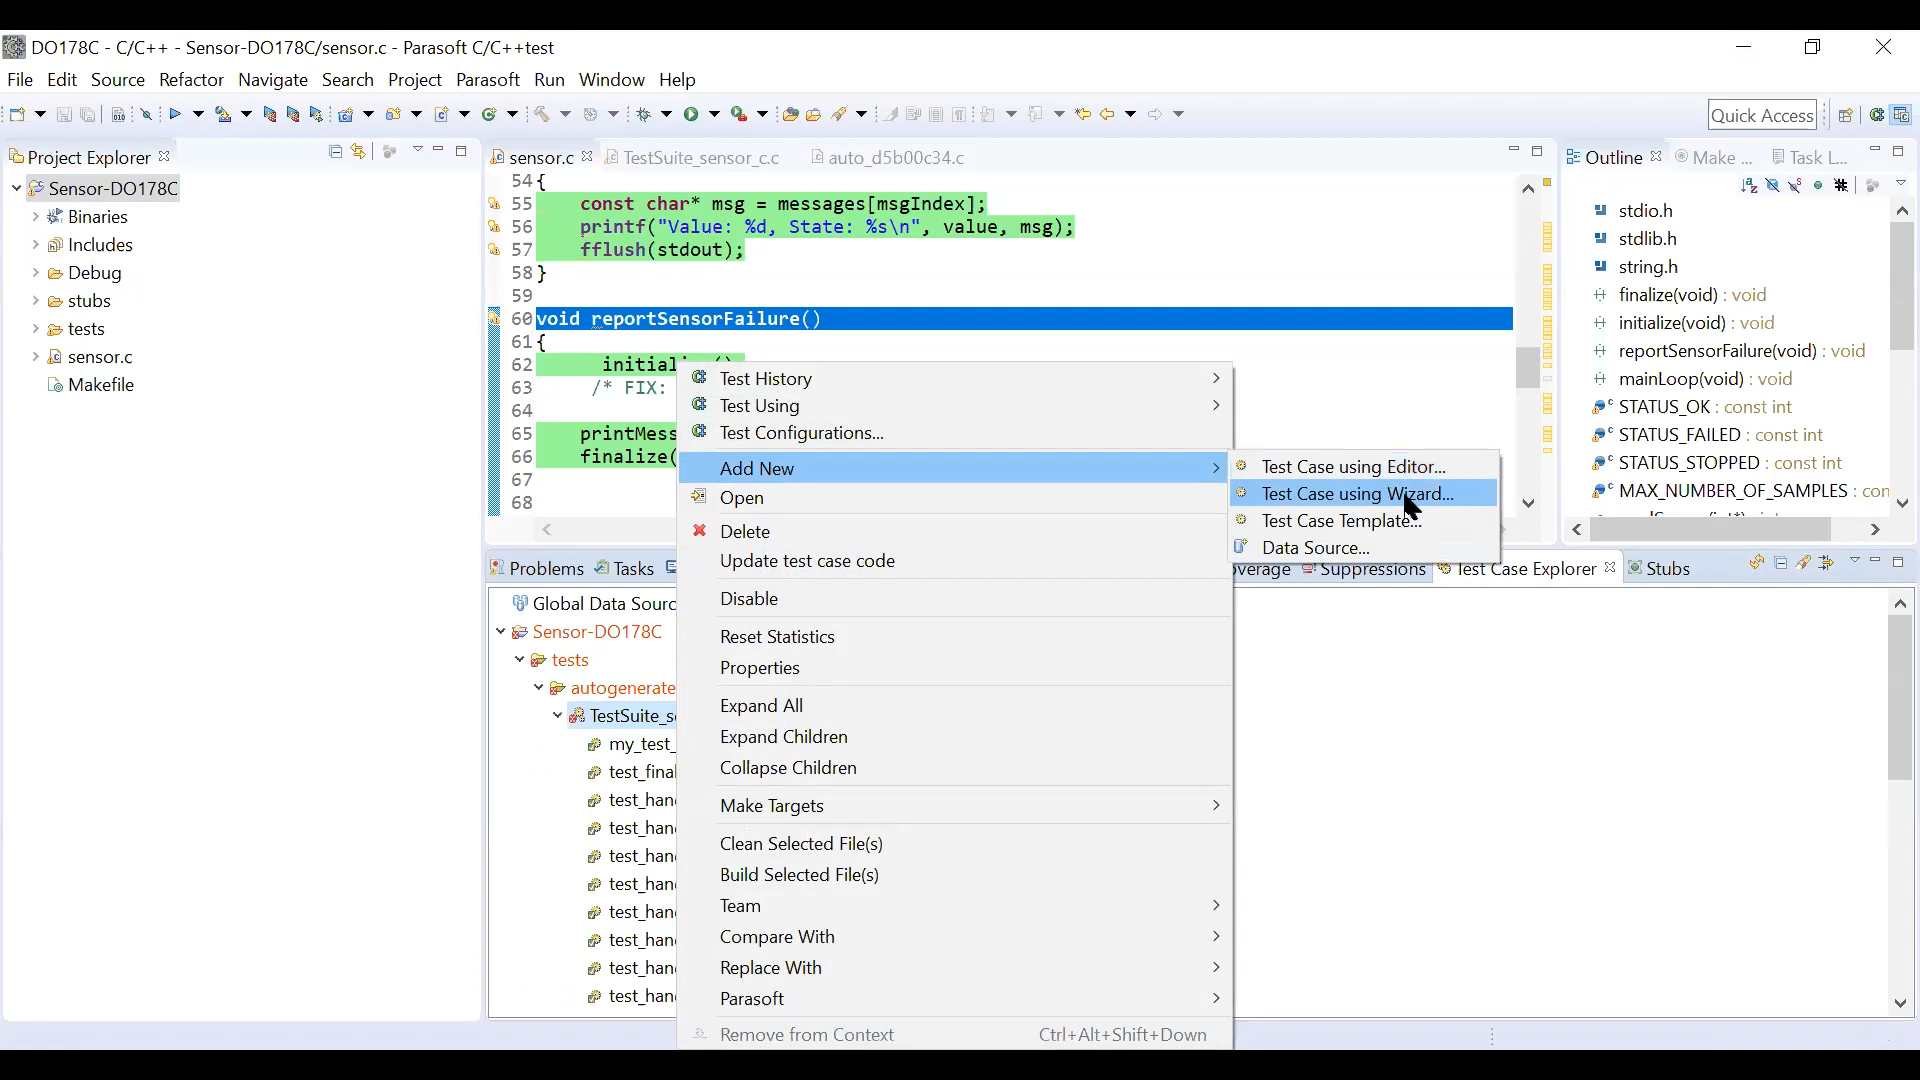 DO178C - C/C++ - Sensor-DO178C/sensor.c - Parasoft C/C++test
File Edit Source Refactor Navigate Search Project Parasoft Run Window Help
Quick Access
Project Explorer
Sensor-DO178C
Binaries
Includes
Debug
stubs
tests
sensor.c
Makefile
sensor.c TestSuite_sensor_c.c auto_d5b00c34.c
54 {
55 const char* msg = messages[msgIndex];
56 printf("Value: %d, State: %s\n", value, msg);
57 fflush(stdout);
58 }
59
60 void reportSensorFailure()
61 {
62 initial
63 /* FIX:
64
65 printMess
66 finalize(
67
68
Outline Make ... Task L...
stdio.h
stdlib.h
string.h
finalize(void) : void
initialize(void) : void
reportSensorFailure(void) : void
mainLoop(void) : void
STATUS_OK : const int
STATUS_FAILED : const int
STATUS_STOPPED : const int
MAX_NUMBER_OF_SAMPLES : con
Test History
Test Using
Test Configurations...
Add New
Open
Delete
Update test case code
Disable
Reset Statistics
Properties
Expand All
Expand Children
Collapse Children
Make Targets
Clean Selected File(s)
Build Selected File(s)
Team
Compare With
Replace With
Parasoft
Remove from Context Ctrl+Alt+Shift+Down
Test Case using Editor...
Test Case using Wizard...
Test Case Template...
Data Source...
Problems Tasks overage Suppressions Test Case Explorer Stubs
Global Data Sourc
Sensor-DO178C
tests
autogenerate
TestSuite_se
my_test_
test_final
test_han
test_han
test_han
test_han
test_han
test_han
test_han
test_han